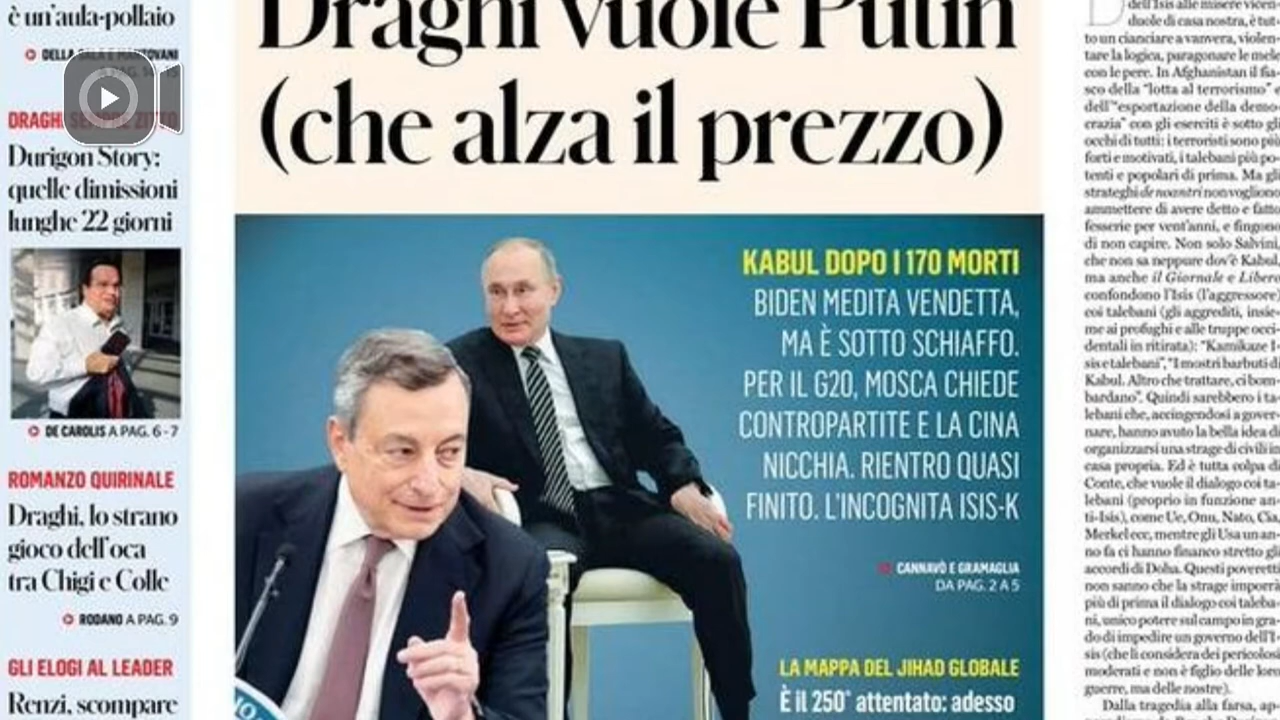 è un'aula-pollaio
DELLA SALA E MANTOVANI
A PAG. 14 - 15
DRAGHI SEMPRE ZITTO
Durigon Story:
quelle dimissioni
lunghe 22 giorni
DE CAROLIS A PAG. 6 - 7
ROMANZO QUIRINALE
Draghi, lo strano
gioco dell'oca
tra Chigi e Colle
RODANO A PAG. 9
GLI ELOGI AL LEADER
Renzi, scompare
Draghi vuole Putin
(che alza il prezzo)
KABUL DOPO I 170 MORTI
BIDEN MEDITA VENDETTA,
MA È SOTTO SCHIAFFO.
PER IL G20, MOSCA CHIEDE
CONTROPARTITE E LA CINA
NICCHIA. RIENTRO QUASI
FINITO. L'INCOGNITA ISIS-K
CANNAVÒ E GRAMAGLIA
DA PAG. 2 A 5
LA MAPPA DEL JIHAD GLOBALE
È il 250° attentato: adesso
dell'Isis alle misere vicen-
duole di casa nostra, è tut-
to un cianciare a vanvera, violen-
tare la logica, paragonare le mele
con le pere. In Afghanistan il fia-
sco della "lotta al terrorismo" e
dell'"esportazione della demo-
crazia" con gli eserciti è sotto gli
occhi di tutti: i terroristi sono più
forti e motivati, i talebani più po-
tenti e popolari di prima. Ma gli
strateghi de noantri non vogliono
ammettere di avere detto e fatto
fesserie per vent'anni, e fingono
di non capire. Non solo Salvini,
che non sa neppure dov'è Kabul,
ma anche il Giornale e Libero
confondono l'Isis (l'aggressore)
coi talebani (gli aggrediti, insie-
me ai profughi e alle truppe occi-
dentali in ritirata): "Kamikaze I-
sis e talebani", "I mostri barbuti di
Kabul. Altro che trattare, ci bom-
bardano". Quindi sarebbero i ta-
lebani che, accingendosi a gover-
nare, hanno avuto la bella idea di
organizzarsi una strage di civili in
casa propria. Ed è tutta colpa di
Conte, che vuole il dialogo coi ta-
lebani (proprio in funzione an-
ti-Isis), come Ue, Onu, Nato, Cia,
Merkel ecc, mentre gli Usa un an-
no fa ci hanno financo stretto gli
accordi di Doha. Questi poveretti
non sanno che la strage imporrà
più di prima il dialogo coi taleba-
ni, unico potere sul campo in gra-
do di impedire un governo dell'I-
sis (che li considera dei pericolosi
moderati e non è figlio delle loro
guerre, ma delle nostre).
Dalla tragedia alla farsa, ap-